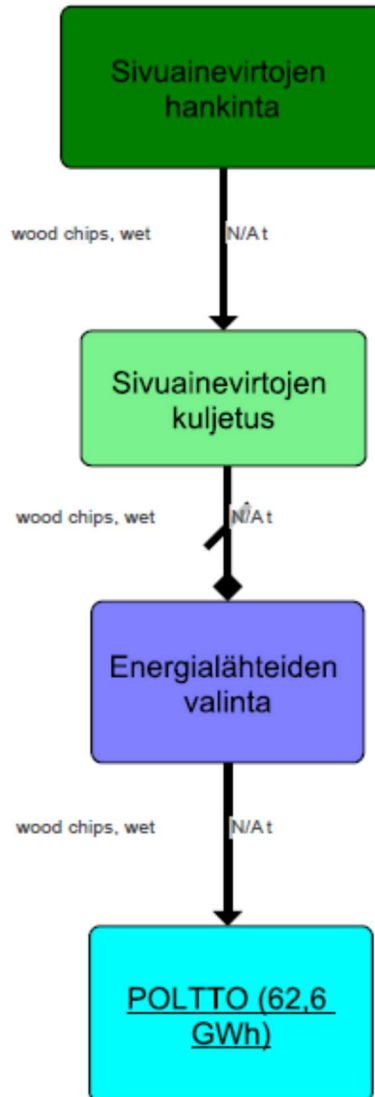 Sivuainevirtojen
hankinta
wood chips, wet N/A t
Sivuainevirtojen
kuljetus
wood chips, wet N/A t
Energialähteiden
valinta
wood chips, wet N/A t
POLTTO (62,6
GWh)